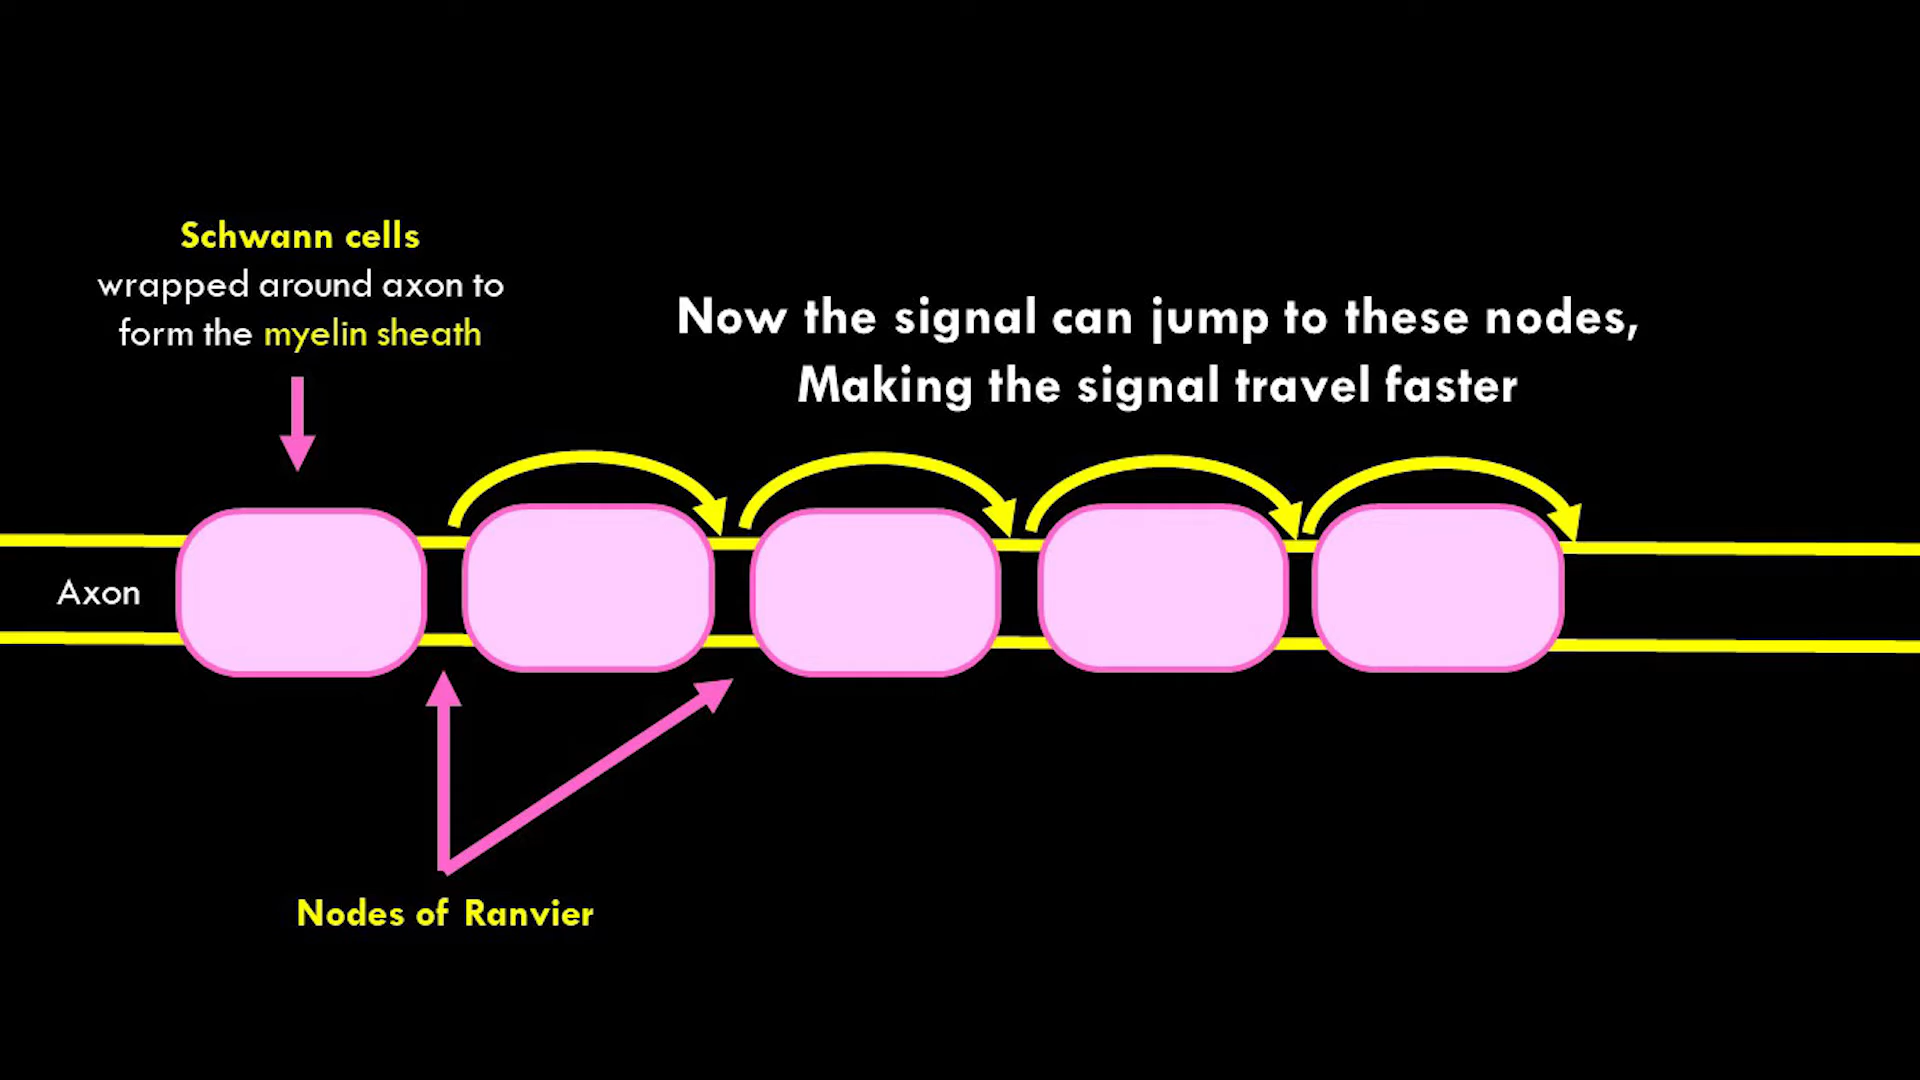 Schwann cells
wrapped around axon to
form the myelin sheath
Now the signal can jump to these nodes,
Making the signal travel faster
Axon
Nodes of Ranvier